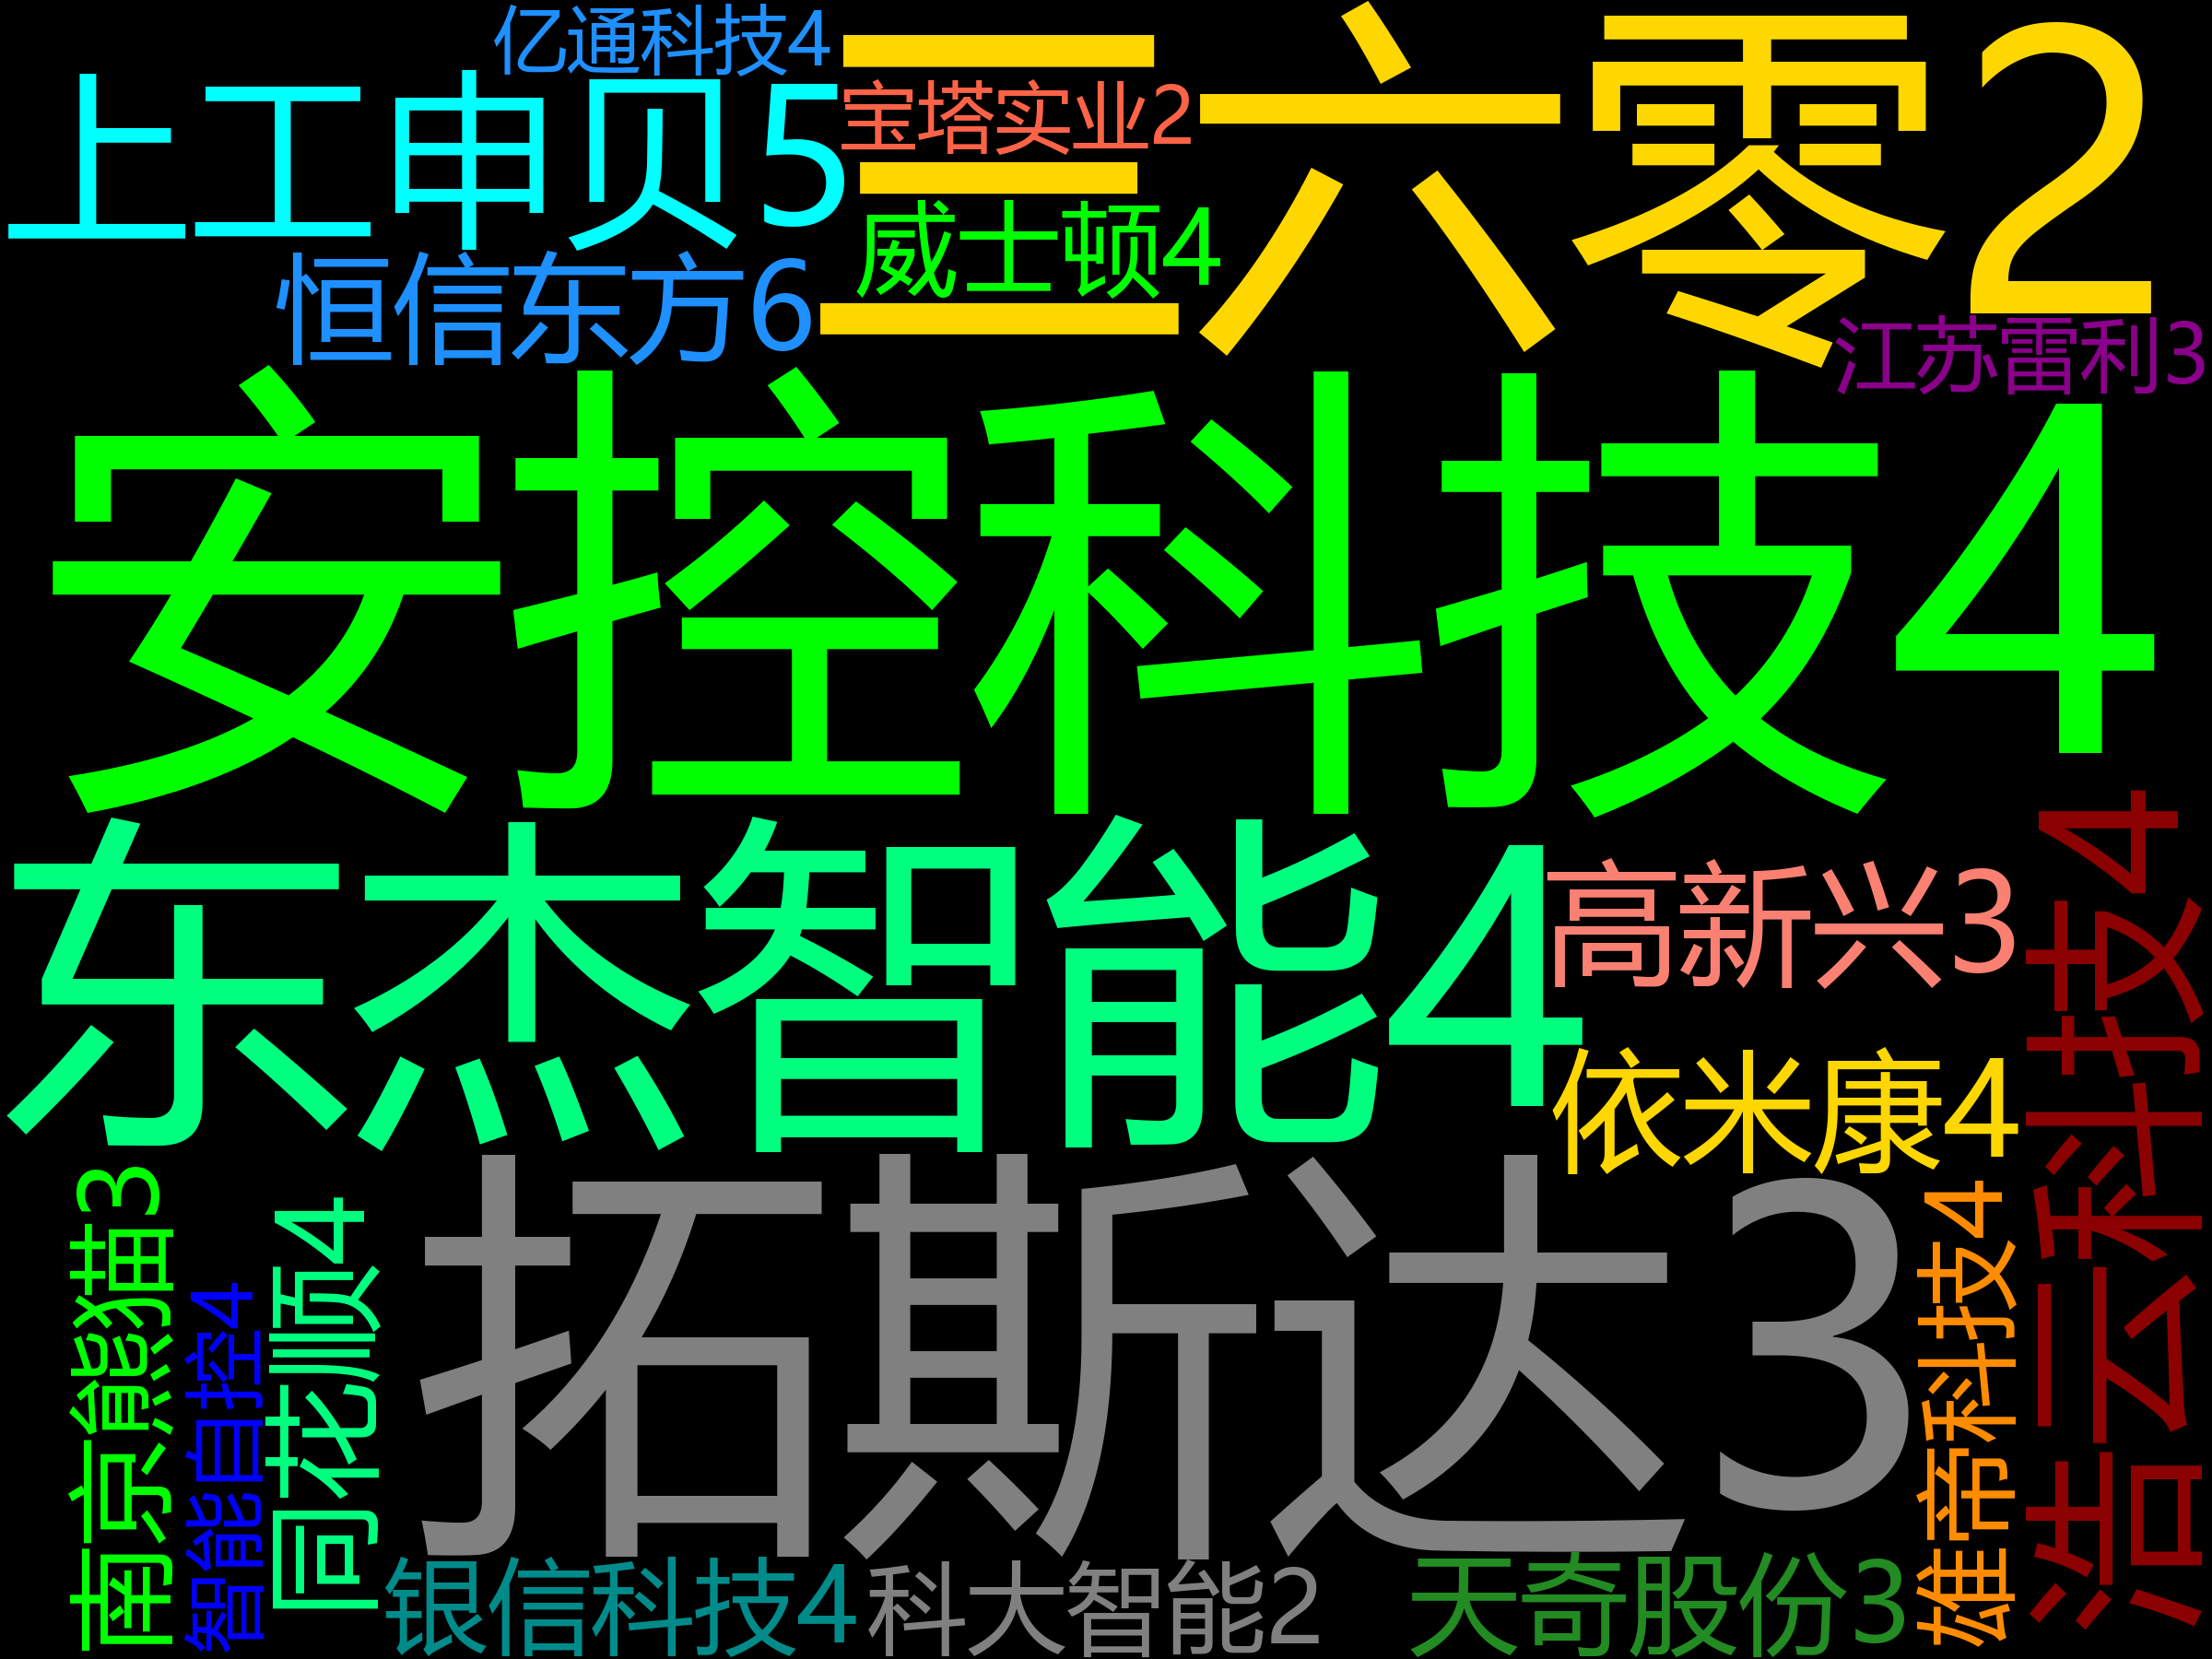 亿通科技4
三六零2
上工申贝5
宝塔实业2
威士顿4
恒信东方6
江苏雷利3
安控科技4
东杰智能4
高新兴3
依米康4
浩云科技4
拓斯达3
南京熊猫3
智能自控4
同花顺4
维帝科技4
银信科技4
科大智能2
天奇股份3